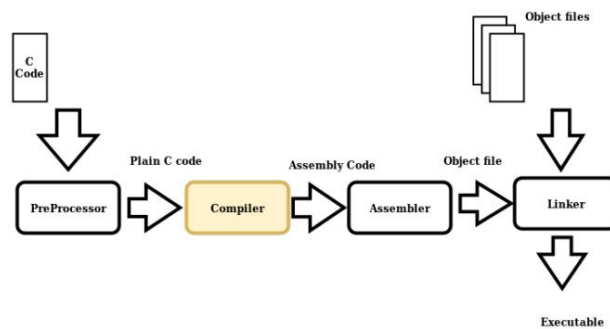 Object files
C
Code
Plain C code
Assembly Code
Object file
PreProcessor
Compiler
Assembler
Linker
Executable